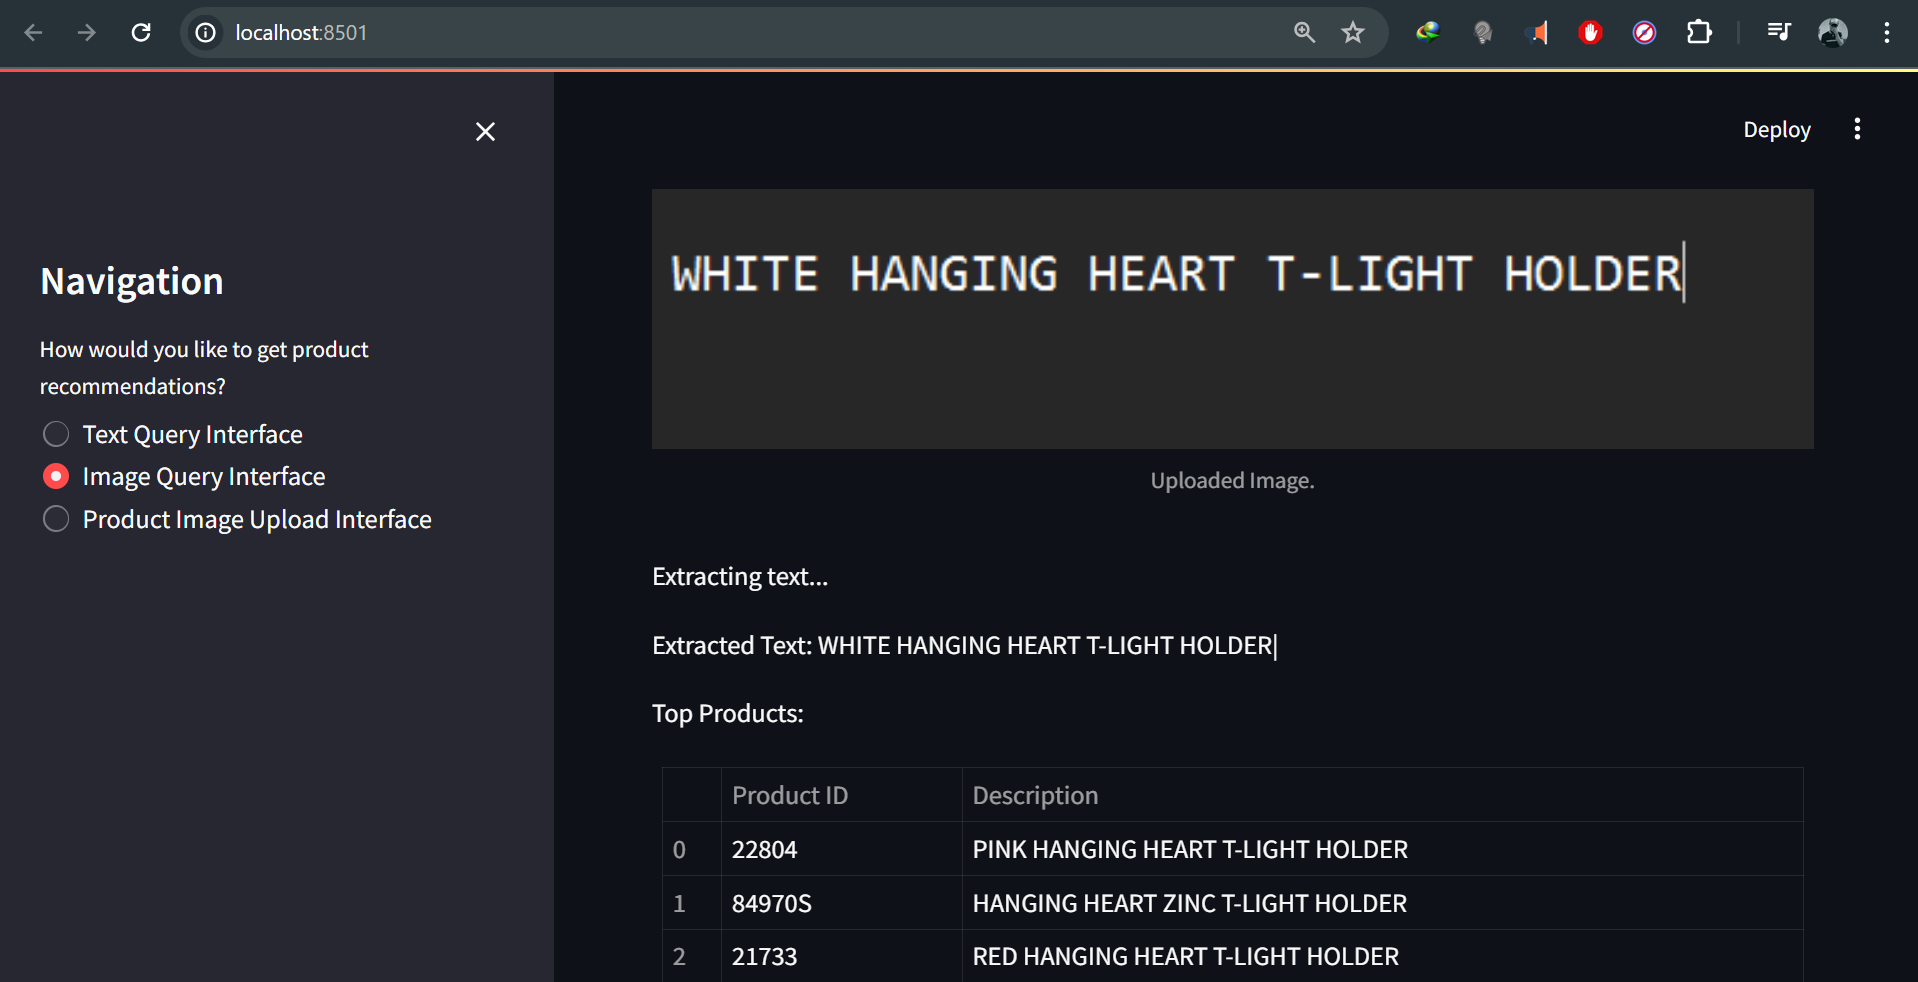 localhost:8501
Deploy
Navigation
How would you like to get product
recommendations?
Text Query Interface
Image Query Interface
Product Image Upload Interface
WHITE HANGING HEART T-LIGHT HOLDER
Uploaded Image.
Extracting text...
Extracted Text: WHITE HANGING HEART T-LIGHT HOLDER|
Top Products:
Product ID Description
0 22804 PINK HANGING HEART T-LIGHT HOLDER
1 84970S HANGING HEART ZINC T-LIGHT HOLDER
2 21733 RED HANGING HEART T-LIGHT HOLDER